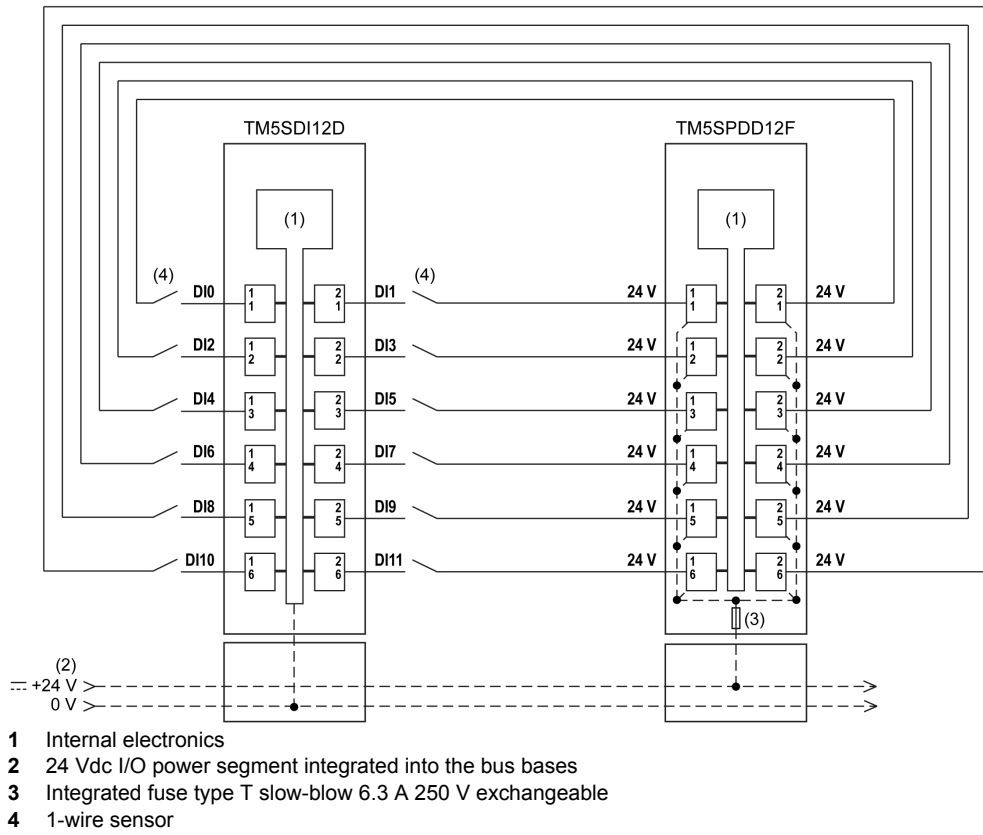 TM5SDI12D TM5SPDD12F
(1) (1)
(4) (4)
DI0 1 1 2 1 DI1 24 V 1 1 2 1 24 V
DI2 1 2 2 2 DI3 24 V 1 2 2 2 24 V
DI4 1 3 2 3 DI5 24 V 1 3 2 3 24 V
DI6 1 4 2 4 DI7 24 V 1 4 2 4 24 V
DI8 1 5 2 5 DI9 24 V 1 5 2 5 24 V
DI10 1 6 2 6 DI11 24 V 1 6 2 6 24 V
(3)
(2)
+24 V
0 V
1 Internal electronics
2 24 Vdc I/O power segment integrated into the bus bases
3 Integrated fuse type T slow-blow 6.3 A 250 V exchangeable
4 1-wire sensor